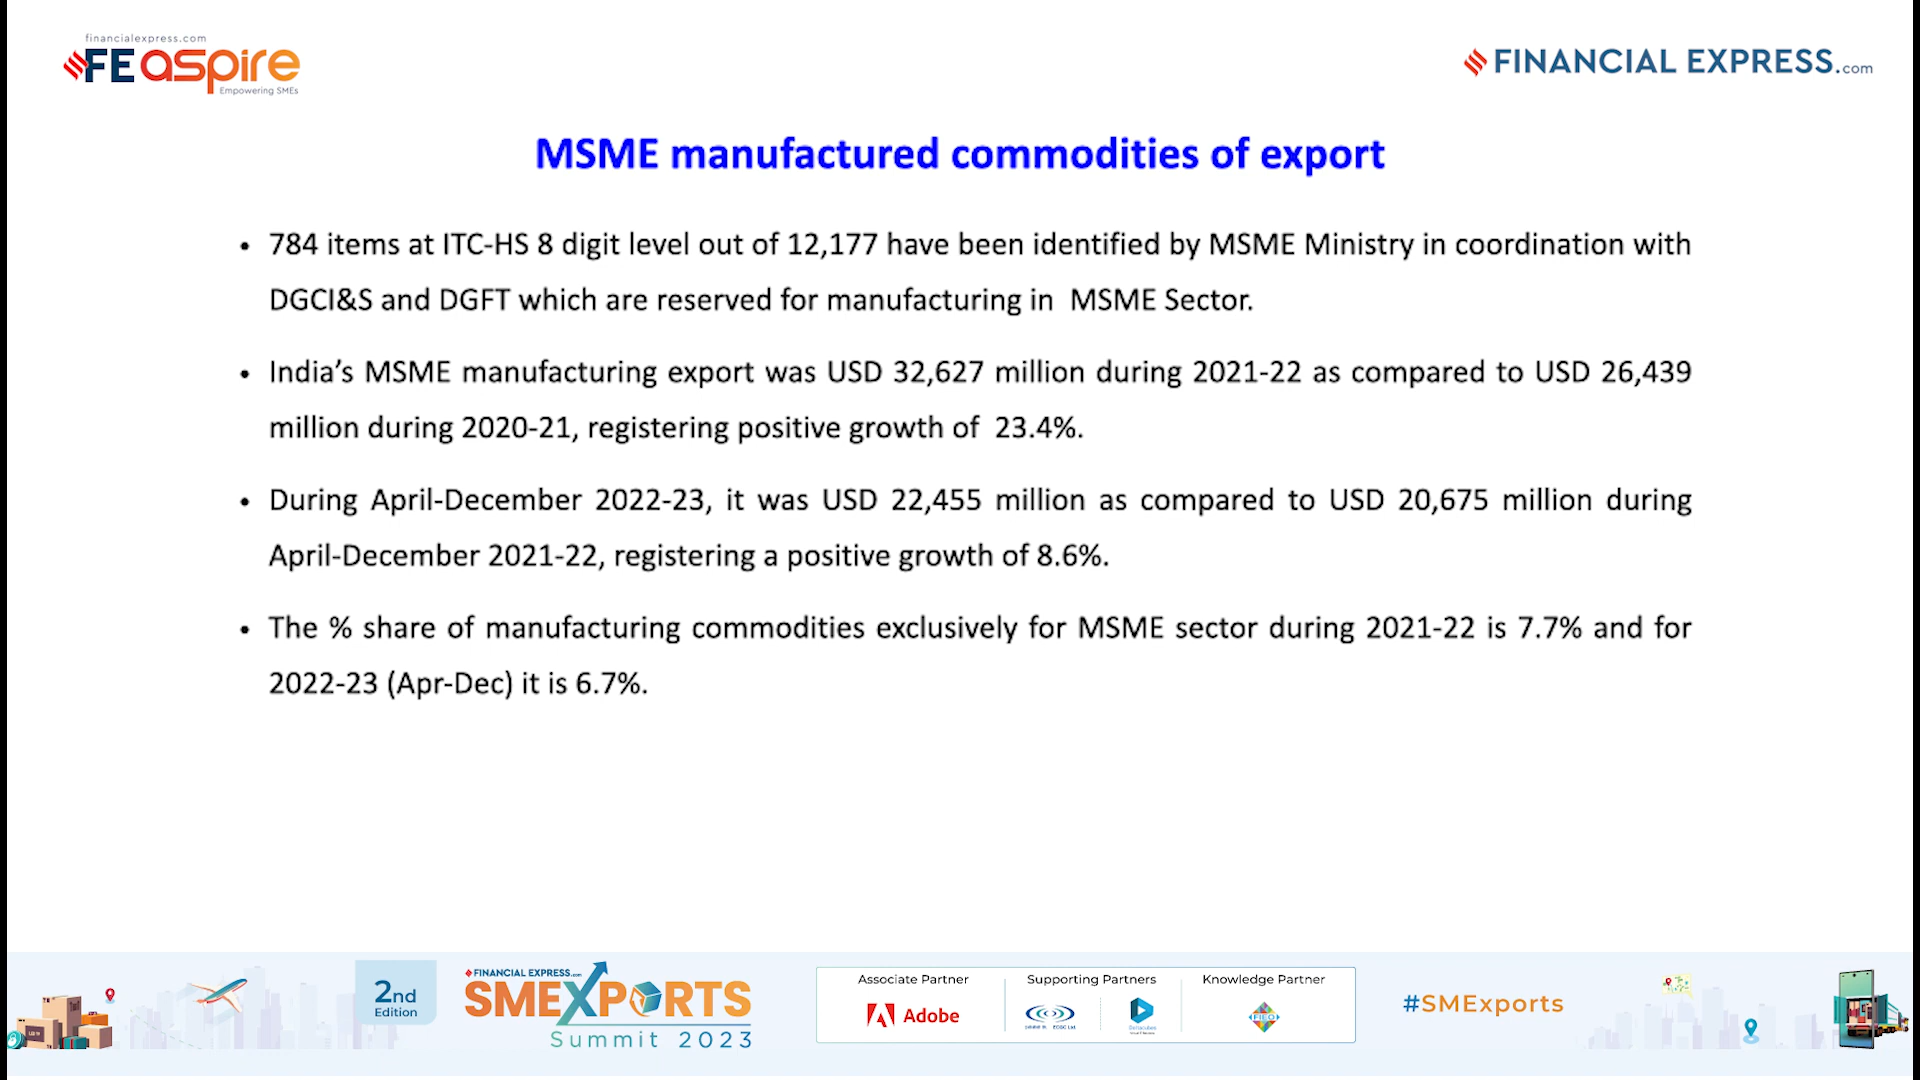 financialexpress.com
FE aspire
Empowering SMEs
FINANCIAL EXPRESS.com
MSME manufactured commodities of export
• 784 items at ITC-HS 8 digit level out of 12,177 have been identified by MSME Ministry in coordination with
DGCI&S and DGFT which are reserved for manufacturing in MSME Sector.
• India’s MSME manufacturing export was USD 32,627 million during 2021-22 as compared to USD 26,439
million during 2020-21, registering positive growth of 23.4%.
• During April-December 2022-23, it was USD 22,455 million as compared to USD 20,675 million during
April-December 2021-22, registering a positive growth of 8.6%.
• The % share of manufacturing commodities exclusively for MSME sector during 2021-22 is 7.7% and for
2022-23 (Apr-Dec) it is 6.7%.
2nd
Edition
FINANCIAL EXPRESS.com
SMEXPORTS
Summit 2023
Associate Partner
Adobe
Supporting Partners
ECGC Ltd.
Knowledge Partner
FIEO
#SMExports